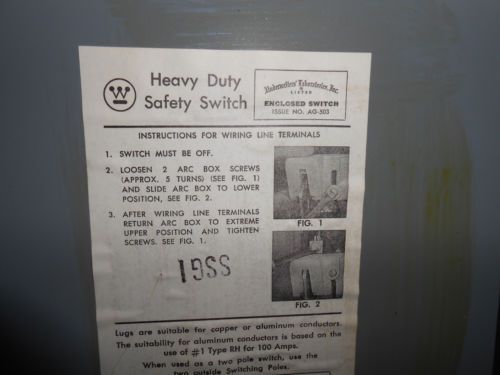 Heavy Duty
Safety Switch
Underwriters' Laboratories, Inc.
LISTED
ENCLOSED SWITCH
ISSUE NO. AG-503
W
INSTRUCTIONS FOR WIRING LINE TERMINALS
1. SWITCH MUST BE OFF.
2. LOOSEN 2 ARC BOX SCREWS
(APPROX. 5 TURNS) (SEE FIG. 1)
AND SLIDE ARC BOX TO LOWER
POSITION, SEE FIG. 2.
3. AFTER WIRING LINE TERMINALS
RETURN ARC BOX TO EXTREME
UPPER POSITION AND TIGHTEN
SCREWS. SEE FIG. 1.
FIG. 1
FIG. 2
Lugs are suitable for copper or aluminum conductors.
The suitability for aluminum conductors is based on the
use of #1 Type RH for 100 Amps.
When used as a two pole switch, use the
two outside Switching Poles.